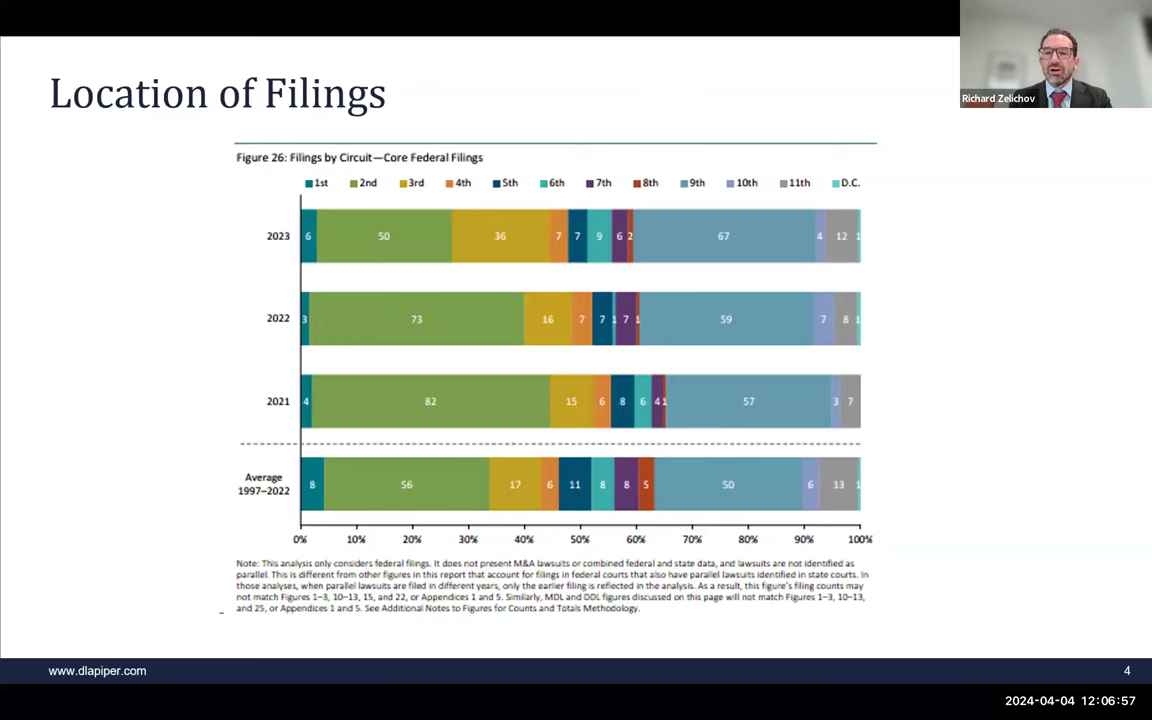 Richard Zelichov
Location of Filings
Figure 26: Filings by Circuit—Core Federal Filings
1st 2nd 3rd 4th 5th 6th 7th 8th 9th 10th 11th D.C.
2023 6 50 36 7 7 9 6 2 67 4 12 1
2022 3 73 16 7 7 1 7 1 59 7 8 1
2021 4 82 15 6 8 6 4 1 57 3 7
Average
1997–2022
8 56 17 6 11 8 8 5 50 6 13 1
0% 10% 20% 30% 40% 50% 60% 70% 80% 90% 100%
Note: This analysis only considers federal filings. It does not present M&A lawsuits or combined federal and state data, and lawsuits are not identified as
parallel. This is different from other figures in this report that account for filings in federal courts that also have parallel lawsuits identified in state courts. In
those analyses, when parallel lawsuits are filed in different years, only the earlier filing is reflected in the analysis. As a result, this figure's filing counts may
not match Figures 1–3, 10–13, 15, and 22, or Appendices 1 and 5. Similarly, MDL and DDL figures discussed on this page will not match Figures 1–3, 10–13,
and 25, or Appendices 1 and 5. See Additional Notes to Figures for Counts and Totals Methodology.
www.dlapiper.com
4
2024-04-04 12:06:57